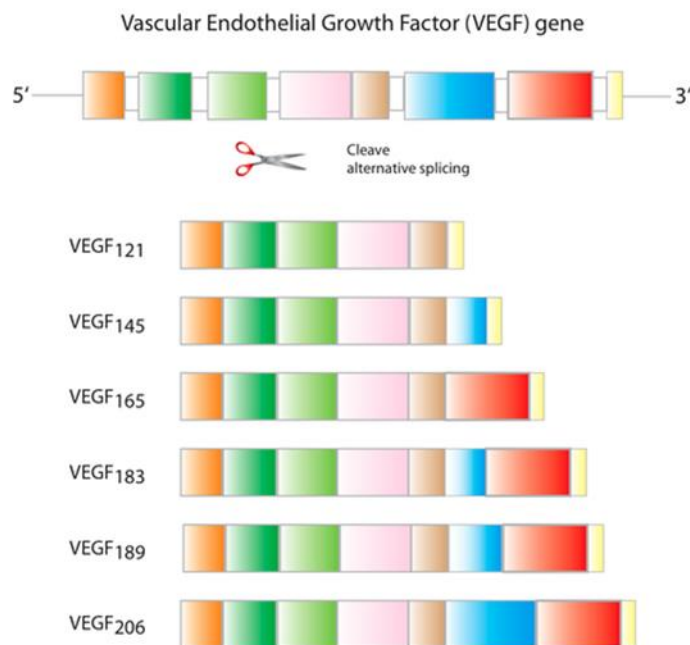 Vascular Endothelial Growth Factor (VEGF) gene
5′ 3′
Cleave
alternative splicing
VEGF121
VEGF145
VEGF165
VEGF183
VEGF189
VEGF206